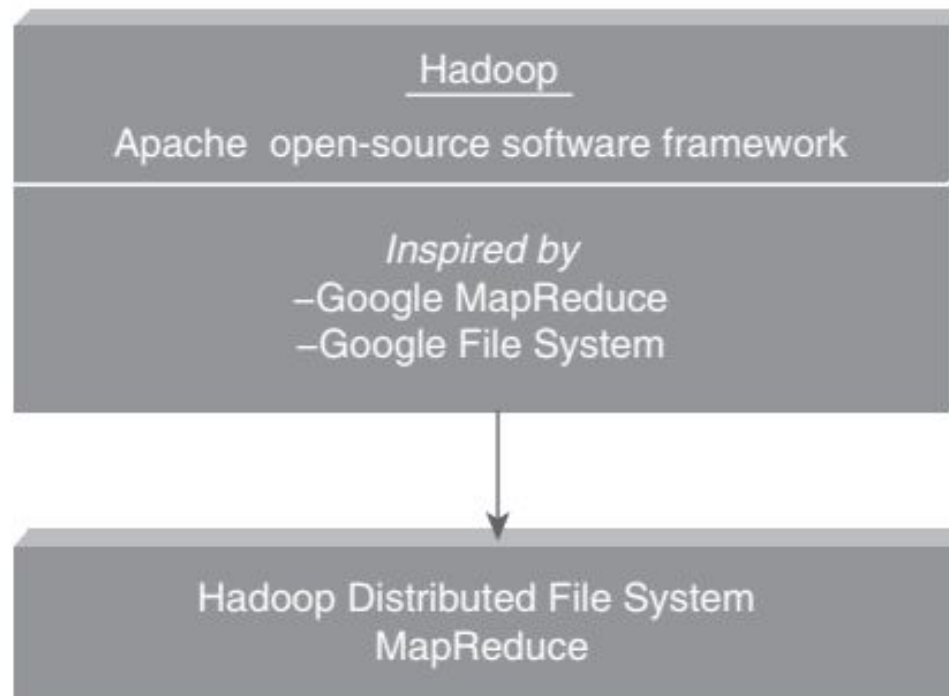 Hadoop
Apache open-source software framework
Inspired by
–Google MapReduce
–Google File System
Hadoop Distributed File System
MapReduce